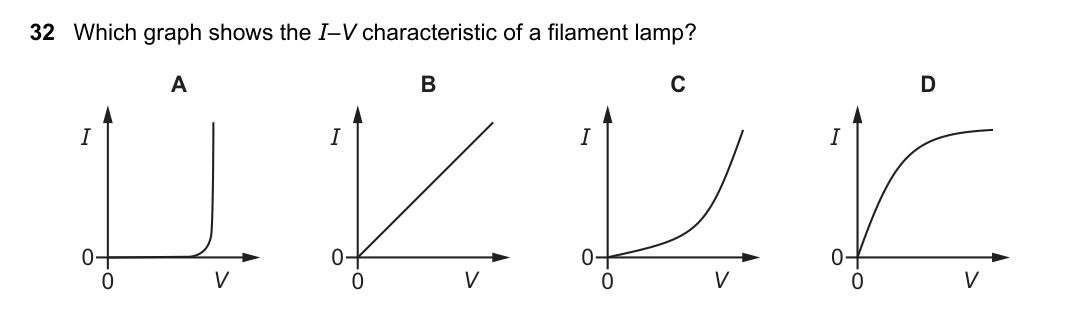 32 Which graph shows the I–V characteristic of a filament lamp?
A B C D
I I I I
0 0 0 0
0 V 0 V 0 V 0 V